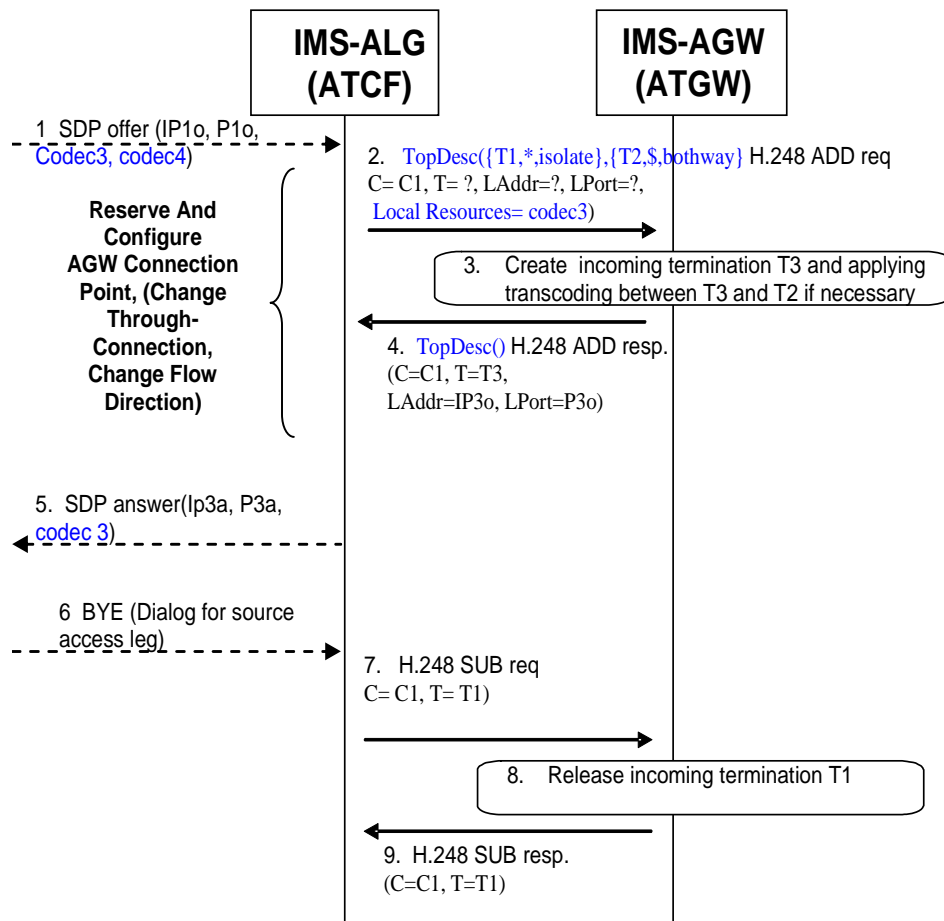 IMS-ALG
(ATCF)
IMS-AGW
(ATGW)
1 SDP offer (IP1o, P1o,
Codec3, codec4)
2. TopDesc({T1,*,isolate},{T2,$,bothway} H.248 ADD req
C= C1, T= ?, LAddr=?, LPort=?,
Local Resources= codec3)
Reserve And
Configure
AGW Connection
Point, (Change
Through-
Connection,
Change Flow
Direction)
3. Create incoming termination T3 and applying
transcoding between T3 and T2 if necessary
4. TopDesc() H.248 ADD resp.
(C=C1, T=T3,
LAddr=IP3o, LPort=P3o)
5. SDP answer(Ip3a, P3a,
codec 3)
6 BYE (Dialog for source
access leg)
7. H.248 SUB req
C= C1, T= T1)
8. Release incoming termination T1
9. H.248 SUB resp.
(C=C1, T=T1)